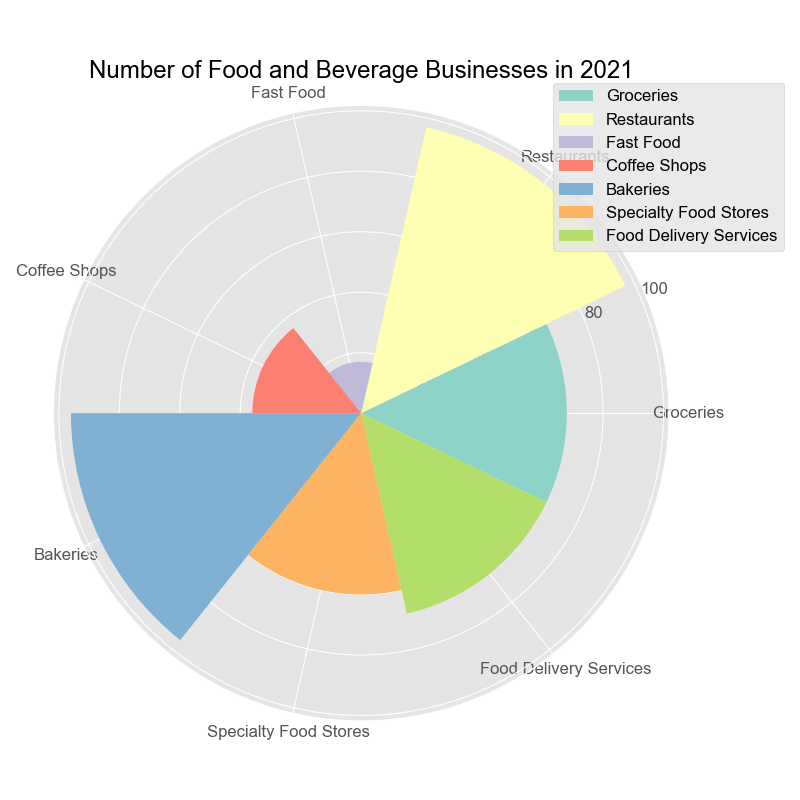 Number of Food and Beverage Businesses in 2021
Fast Food
Groceries
Restaurants
Fast Food
Coffee Shops
Bakeries
Specialty Food Stores
Food Delivery Services
Restaurants
Coffee Shops
100
80
Groceries
Bakeries
Food Delivery Services
Specialty Food Stores